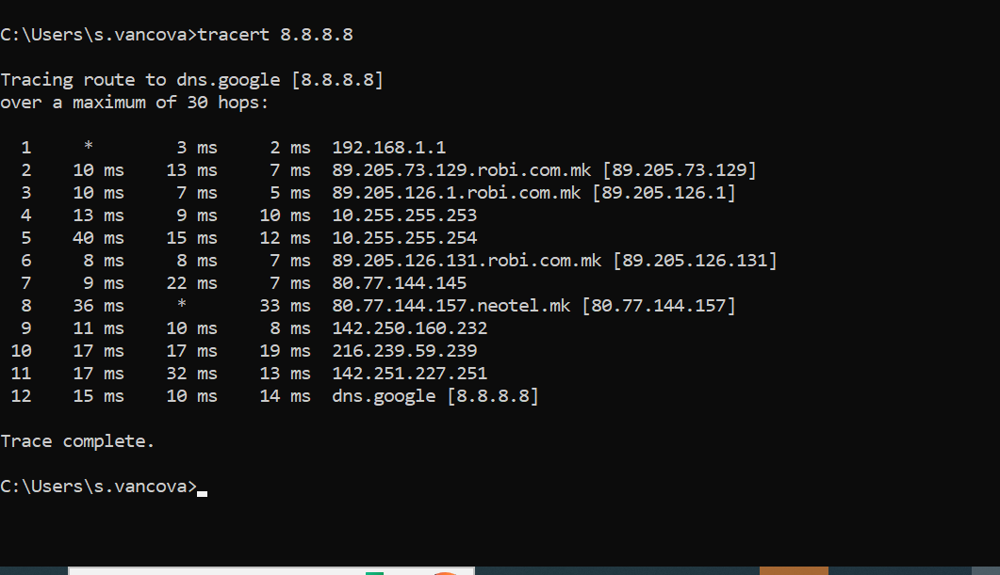 C:\Users\s.vancova>tracert 8.8.8.8
Tracing route to dns.google [8.8.8.8]
over a maximum of 30 hops:
1 * 3 ms 2 ms 192.168.1.1
2 10 ms 13 ms 7 ms 89.205.73.129.robi.com.mk [89.205.73.129]
3 10 ms 7 ms 5 ms 89.205.126.1.robi.com.mk [89.205.126.1]
4 13 ms 9 ms 10 ms 10.255.255.253
5 40 ms 15 ms 12 ms 10.255.255.254
6 8 ms 8 ms 7 ms 89.205.126.131.robi.com.mk [89.205.126.131]
7 9 ms 22 ms 7 ms 80.77.144.145
8 36 ms * 33 ms 80.77.144.157.neotel.mk [80.77.144.157]
9 11 ms 10 ms 8 ms 142.250.160.232
10 17 ms 17 ms 19 ms 216.239.59.239
11 17 ms 32 ms 13 ms 142.251.227.251
12 15 ms 10 ms 14 ms dns.google [8.8.8.8]
Trace complete.
C:\Users\s.vancova>